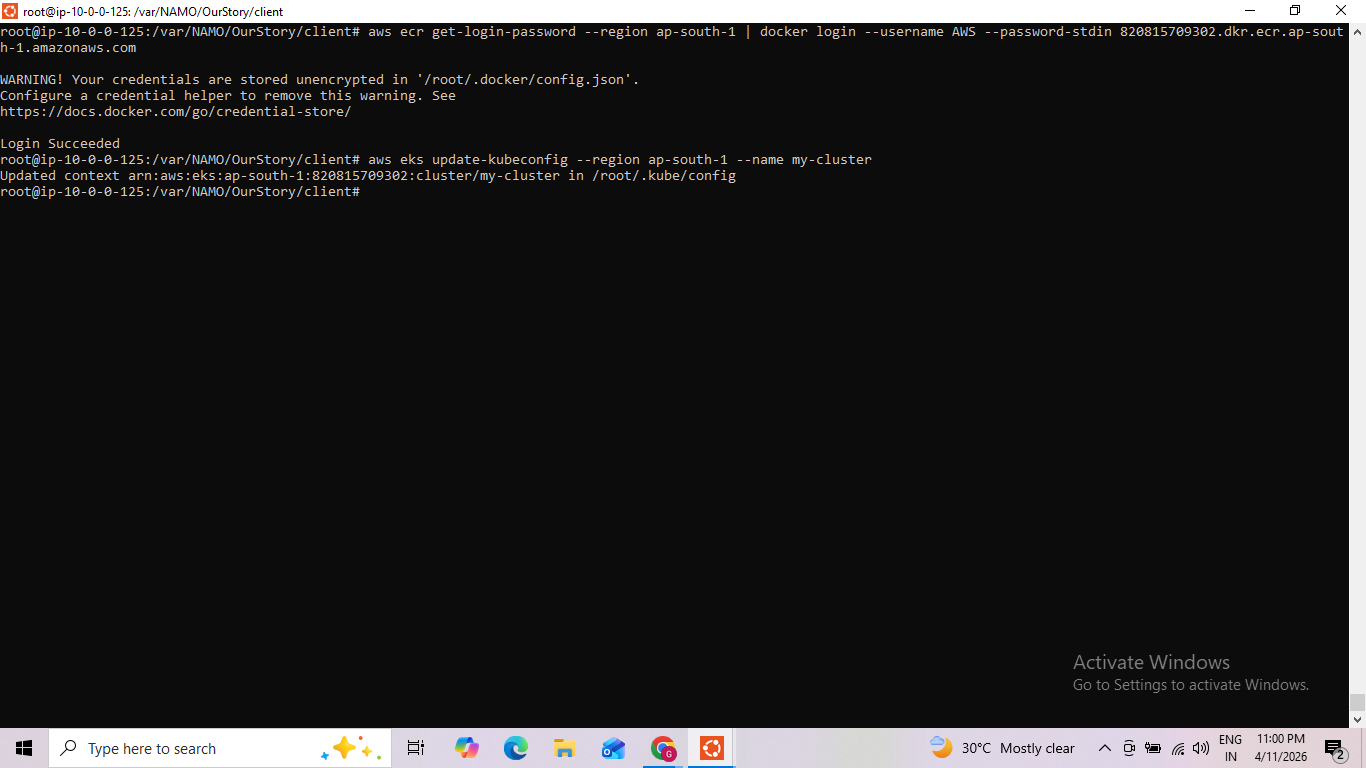 root@ip-10-0-0-125: /var/NAMO/OurStory/client
root@ip-10-0-0-125:/var/NAMO/OurStory/client# aws ecr get-login-password --region ap-south-1 | docker login --username AWS --password-stdin 820815709302.dkr.ecr.ap-sout
h-1.amazonaws.com
WARNING! Your credentials are stored unencrypted in '/root/.docker/config.json'.
Configure a credential helper to remove this warning. See
https://docs.docker.com/go/credential-store/
Login Succeeded
root@ip-10-0-0-125:/var/NAMO/OurStory/client# aws eks update-kubeconfig --region ap-south-1 --name my-cluster
Updated context arn:aws:eks:ap-south-1:820815709302:cluster/my-cluster in /root/.kube/config
root@ip-10-0-0-125:/var/NAMO/OurStory/client#
Activate Windows
Go to Settings to activate Windows.
Type here to search
30°C Mostly clear
ENG
IN
11:00 PM
4/11/2026
2